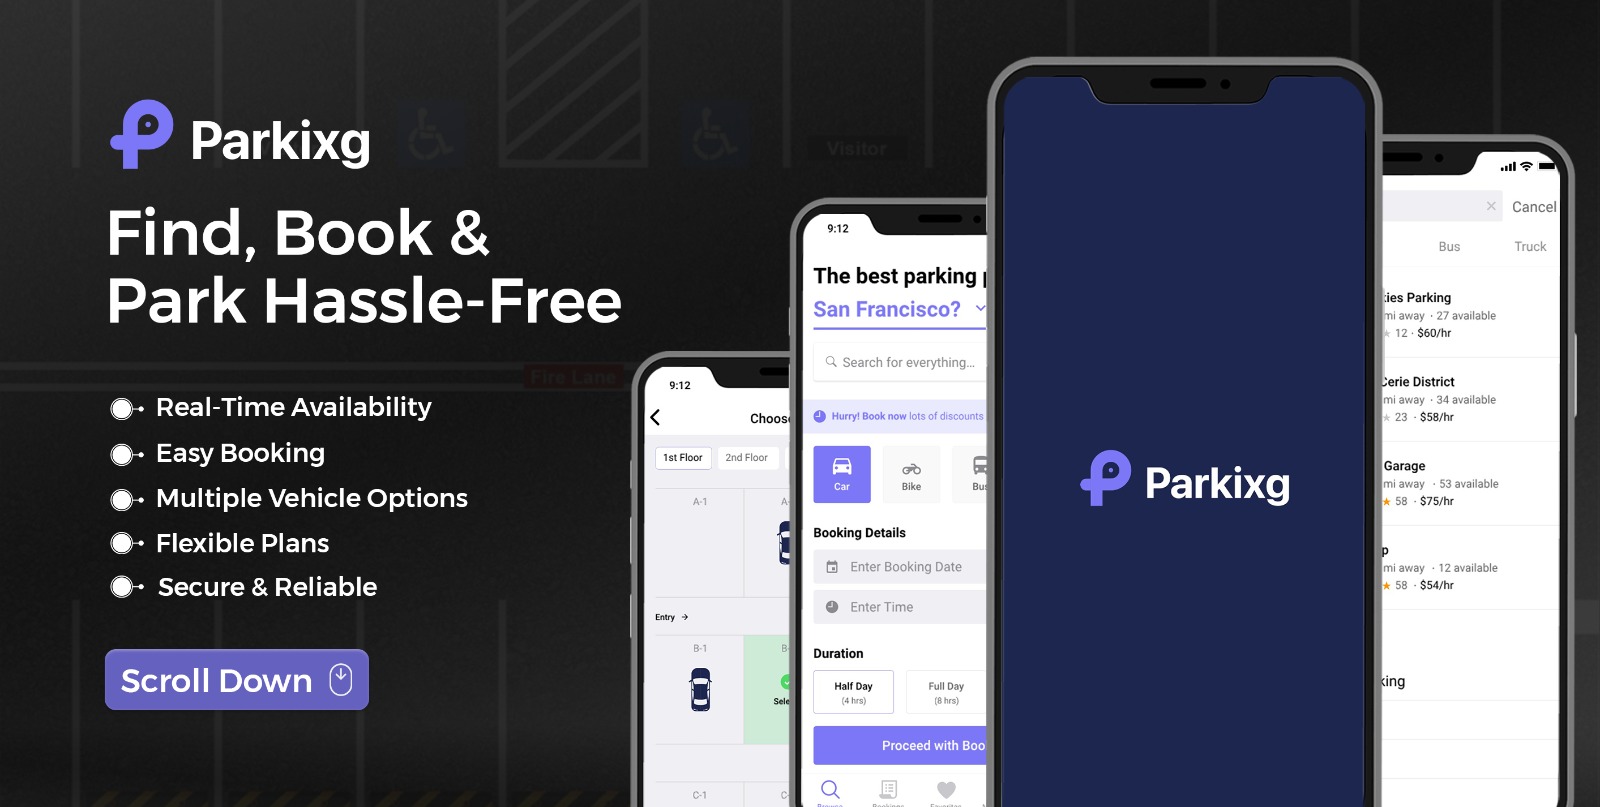 Parkixg
Find, Book &
Park Hassle-Free
Real-Time Availability
Easy Booking
Multiple Vehicle Options
Flexible Plans
Secure & Reliable
Scroll Down
Visitor
Fire Lane
9:12
Choose
1st Floor
2nd Floor
A-1
A-
Entry
B-1
B-
Sele
C-1
C-
9:12
The best parking
San Francisco?
Search for everything...
Hurry! Book now lots of discounts
Car
Bike
Bus
Booking Details
Enter Booking Date
Enter Time
Duration
Half Day
(4 hrs)
Full Day
(8 hrs)
Proceed with Boo
Parkixg
Cancel
Bus
Truck
ies Parking
mi away · 27 available
12 · $60/hr
Cerie District
mi away · 34 available
23 · $58/hr
Garage
mi away · 53 available
58 · $75/hr
p
mi away · 12 available
58 · $54/hr
king